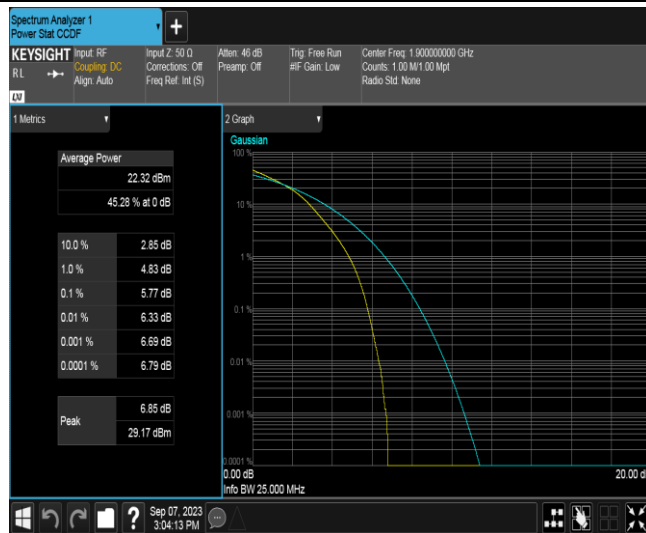 Spectrum Analyzer 1
Power Stat CCDF
+
KEYSIGHT
RL
LXI
Input: RF
Coupling: DC
Align: Auto
Input Z: 50 Ω
Corrections: Off
Freq Ref: Int (S)
Atten: 46 dB
Preamp: Off
Trig: Free Run
#IF Gain: Low
Center Freq: 1.900000000 GHz
Counts: 1.00 M/1.00 Mpt
Radio Std: None
1 Metrics
Average Power
22.32 dBm
45.28 % at 0 dB
10.0 % 2.85 dB
1.0 % 4.83 dB
0.1 % 5.77 dB
0.01 % 6.33 dB
0.001 % 6.69 dB
0.0001 % 6.79 dB
Peak
6.85 dB
29.17 dBm
2 Graph
Gaussian
100 %
10 %
1 %
0.1 %
0.01 %
0.001 %
0.0001 %
0.00 dB
20.00 d
Info BW 25.000 MHz
?
Sep 07, 2023
3:04:13 PM